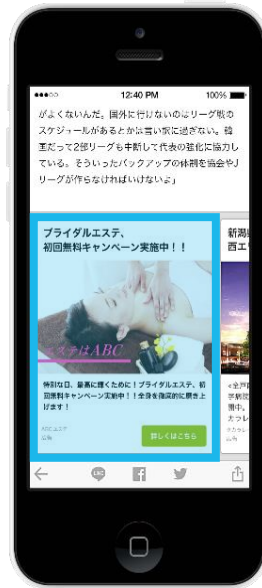 12:40 PM
100%
がよくないんだ。国外に行けないのはリーグ戦の
スケジュールがあるとかは言い訳に過ぎない。韓
国だって2部リーグも中断して代表の強化に協力し
ている。そういったバックアップの体制を協会やJ
リーグが作らなければいけないよ」
ブライダルエステ、
初回無料キャンペーン実施中！！
エステはABC
特別な日、最高に輝くために！ブライダルエステ、初
回無料キャンペーン実施中！！全身を徹底的に磨き上
げます！
ABCエステ
広告
詳しくはこちら
新潟
西エリ